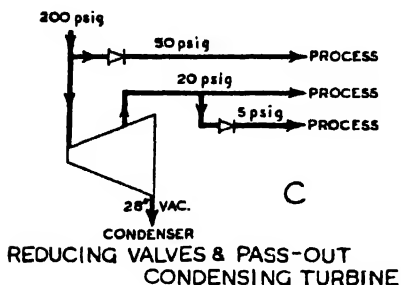 200 psig
50 psig
PROCESS
20 psig
PROCESS
5 psig
PROCESS
C
28" VAC.
CONDENSER
REDUCING VALVES & PASS-OUT
CONDENSING TURBINE